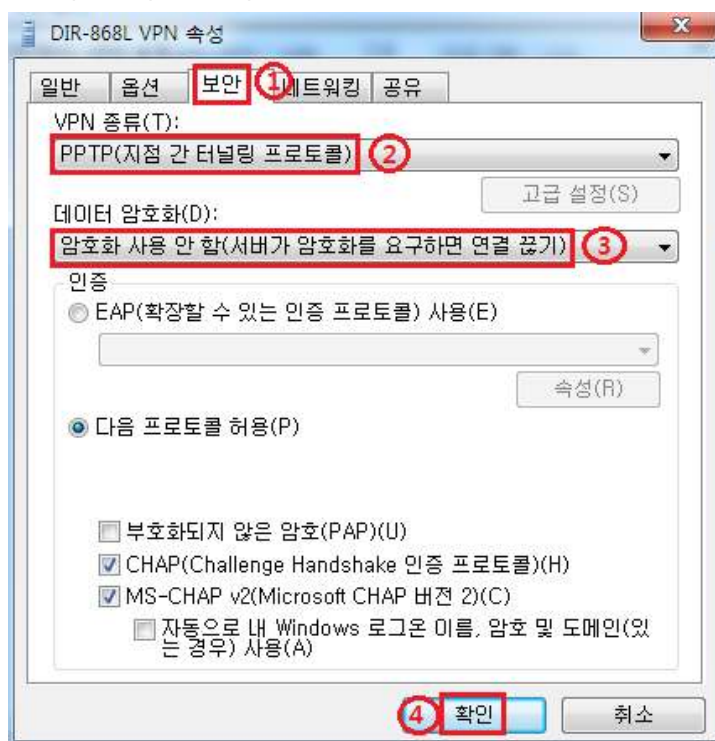 DIR-868L VPN 속성
일반 옵션 보안 ① 네트워킹 공유
VPN 종류(T):
PPTP(지점 간 터널링 프로토콜) ②
고급 설정(S)
데이터 암호화(D):
암호화 사용 안 함(서버가 암호화를 요구하면 연결 끊기) ③
인증
EAP(확장할 수 있는 인증 프로토콜) 사용(E)
속성(R)
다음 프로토콜 허용(P)
부호화되지 않은 암호(PAP)(U)
CHAP(Challenge Handshake 인증 프로토콜)(H)
MS-CHAP v2(Microsoft CHAP 버전 2)(C)
자동으로 내 Windows 로그온 이름, 암호 및 도메인(있
는 경우) 사용(A)
④ 확인 취소